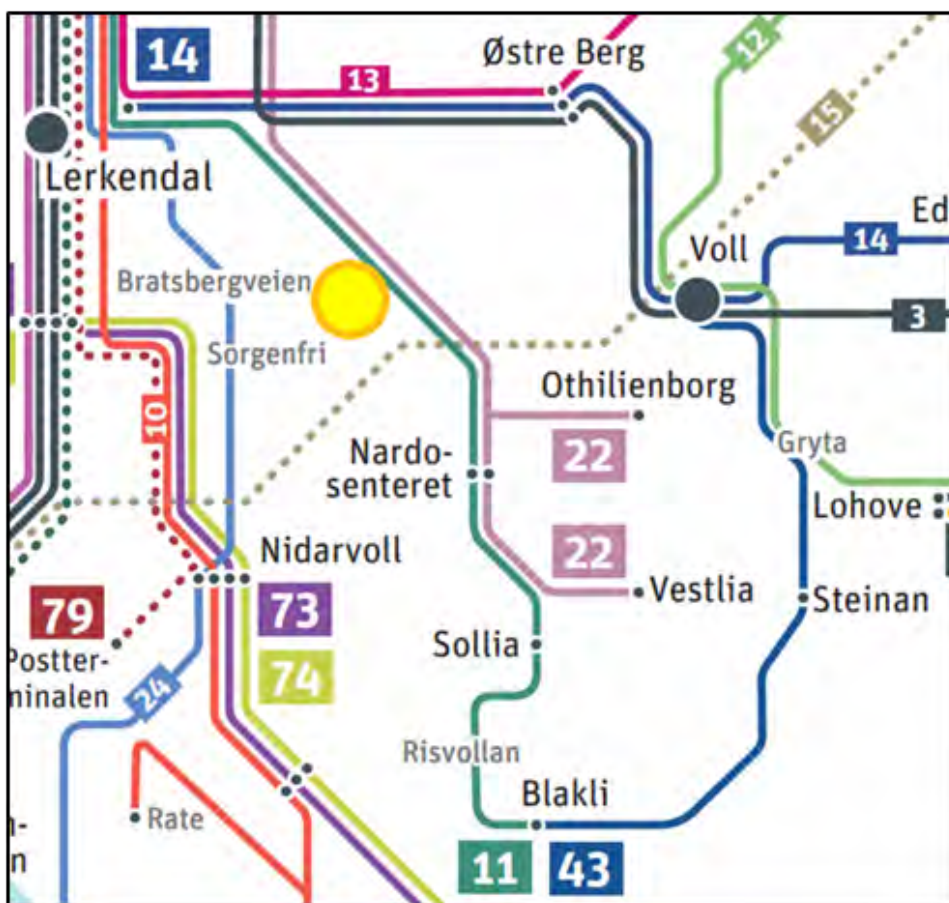 14
13
Østre Berg
12
15
Lerkendal
Voll
14
Ed
Bratsbergveien
3
Sorgenfri
Othilienborg
10
22
Gryta
Nardo-
senteret
Lohove
Nidarvoll
22
79
73
Vestlia
Steinan
Postter-
minalen
24
74
Sollia
Risvollan
Blakli
Rate
11
43